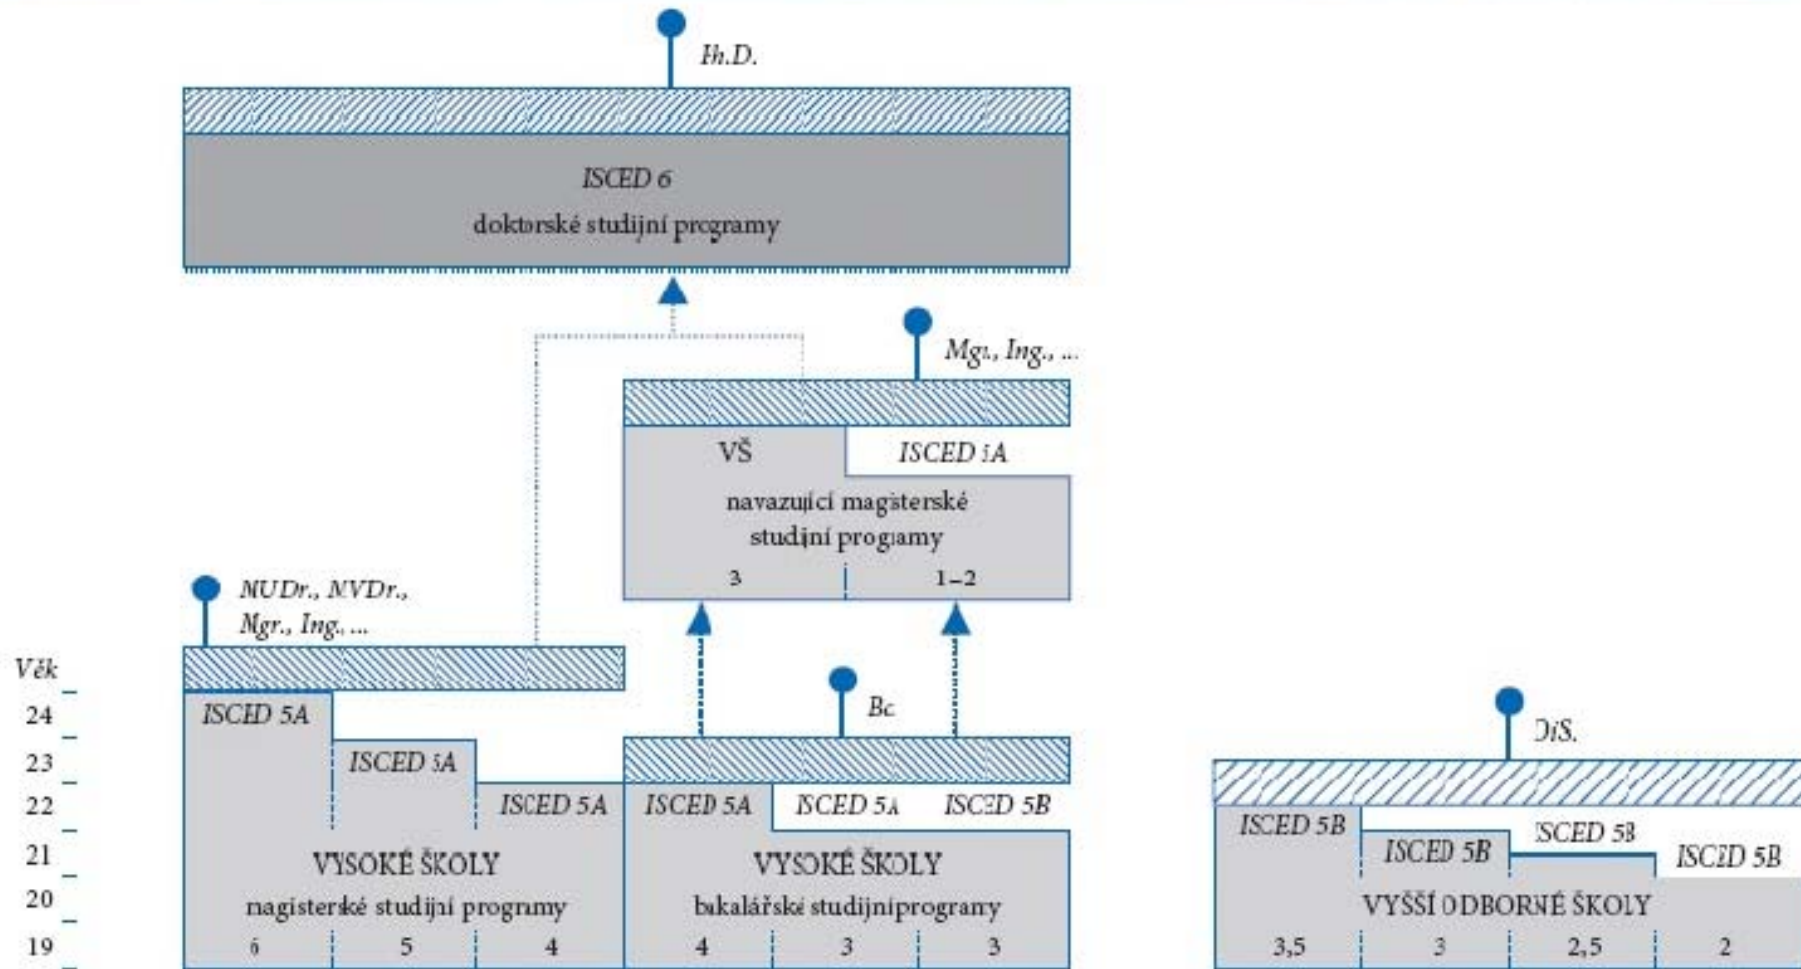 Ph.D.
ISCED 6
doktorské studijní programy
Mgr., Ing., ...
VŠ
ISCED 5A
navazující magisterské
studijní programy
3
1–2
MUDr., MVDr.,
Mgr., Ing., ...
Věk
Bc.
DiS.
24
ISCED 5A
23
ISCED 5A
22
ISCED 5A
ISCED 5A
ISCED 5A
ISCED 5B
ISCED 5B
ISCED 5B
ISCED 5B
ISCED 5B
21
VYSOKÉ ŠKOLY
VYSOKÉ ŠKOLY
20
magisterské studijní programy
bakalářské studijní programy
VYŠŠÍ ODBORNÉ ŠKOLY
19
6
5
4
4
3
3
3,5
3
2,5
2